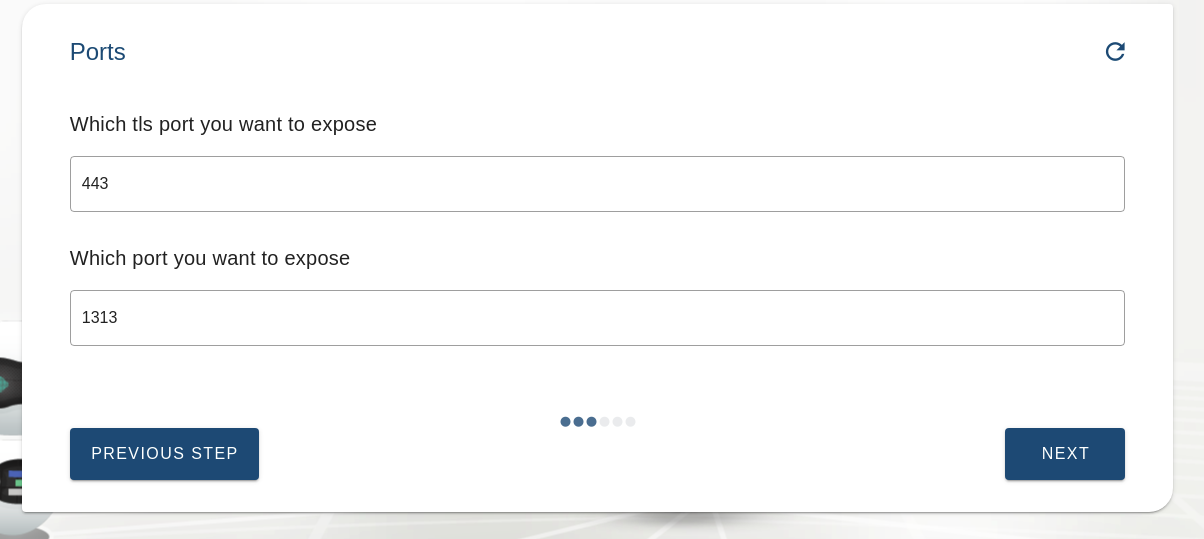 Ports
Which tls port you want to expose
443
Which port you want to expose
1313
PREVIOUS STEP
NEXT